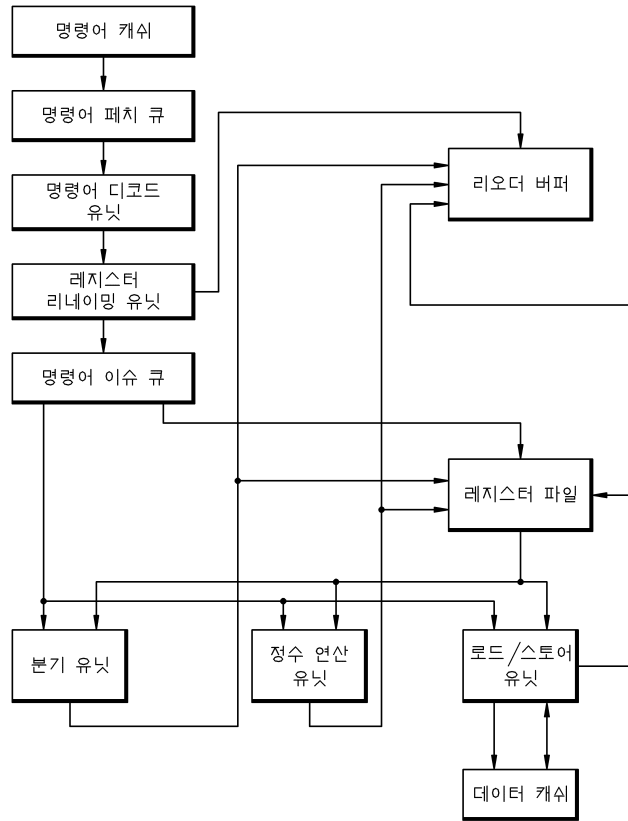 명령어 캐쉬
명령어 페치 큐
명령어 디코드
유닛
레지스터
리네이밍 유닛
명령어 이슈 큐
리오더 버퍼
레지스터 파일
분기 유닛
정수 연산
유닛
로드/스토어
유닛
데이터 캐쉬